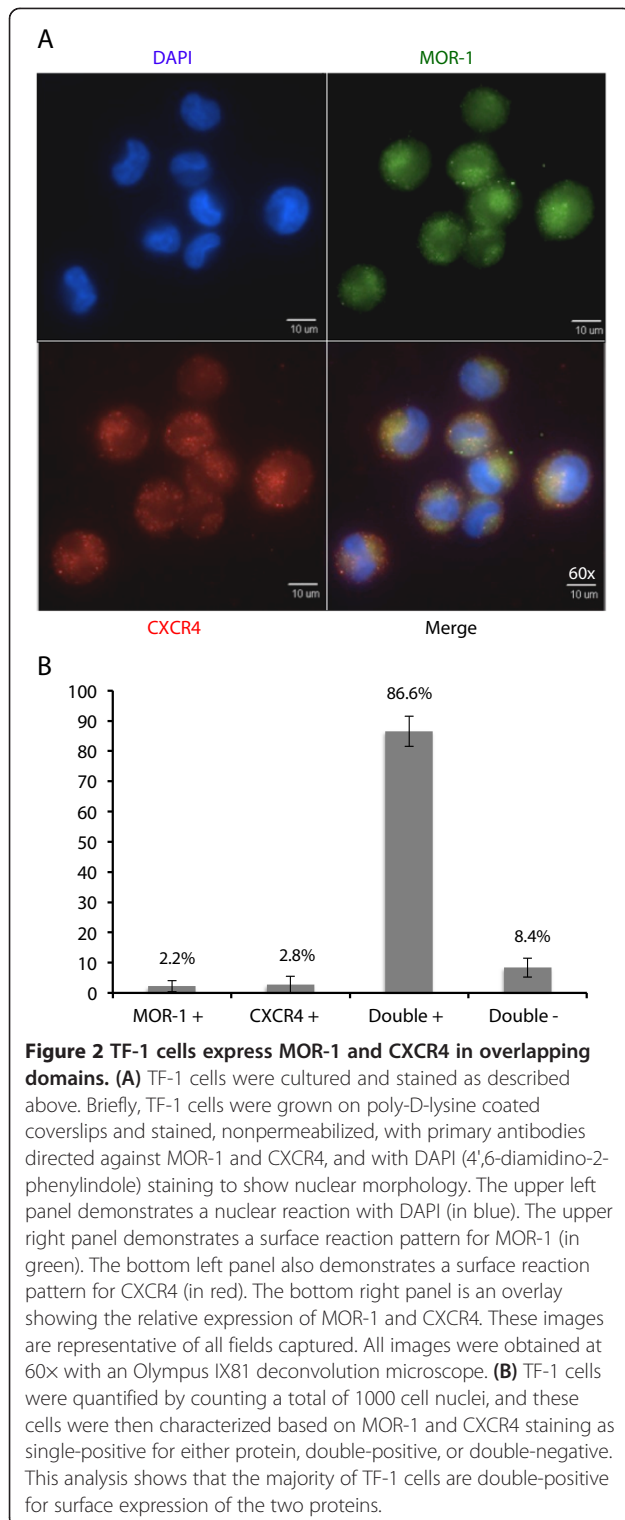 A
DAPI
MOR-1
10 um
10 um
10 um
60x
10 um
CXCR4
Merge
B
100
90
80
70
60
50
40
30
20
10
0
2.2%
2.8%
86.6%
8.4%
MOR-1 +
CXCR4 +
Double +
Double -
Figure 2 TF-1 cells express MOR-1 and CXCR4 in overlapping
domains. (A) TF-1 cells were cultured and stained as described
above. Briefly, TF-1 cells were grown on poly-D-lysine coated
coverslips and stained, nonpermeabilized, with primary antibodies
directed against MOR-1 and CXCR4, and with DAPI (4',6-diamidino-2-
phenylindole) staining to show nuclear morphology. The upper left
panel demonstrates a nuclear reaction with DAPI (in blue). The upper
right panel demonstrates a surface reaction pattern for MOR-1 (in
green). The bottom left panel also demonstrates a surface reaction
pattern for CXCR4 (in red). The bottom right panel is an overlay
showing the relative expression of MOR-1 and CXCR4. These images
are representative of all fields captured. All images were obtained at
60× with an Olympus IX81 deconvolution microscope. (B) TF-1 cells
were quantified by counting a total of 1000 cell nuclei, and these
cells were then characterized based on MOR-1 and CXCR4 staining as
single-positive for either protein, double-positive, or double-negative.
This analysis shows that the majority of TF-1 cells are double-positive
for surface expression of the two proteins.